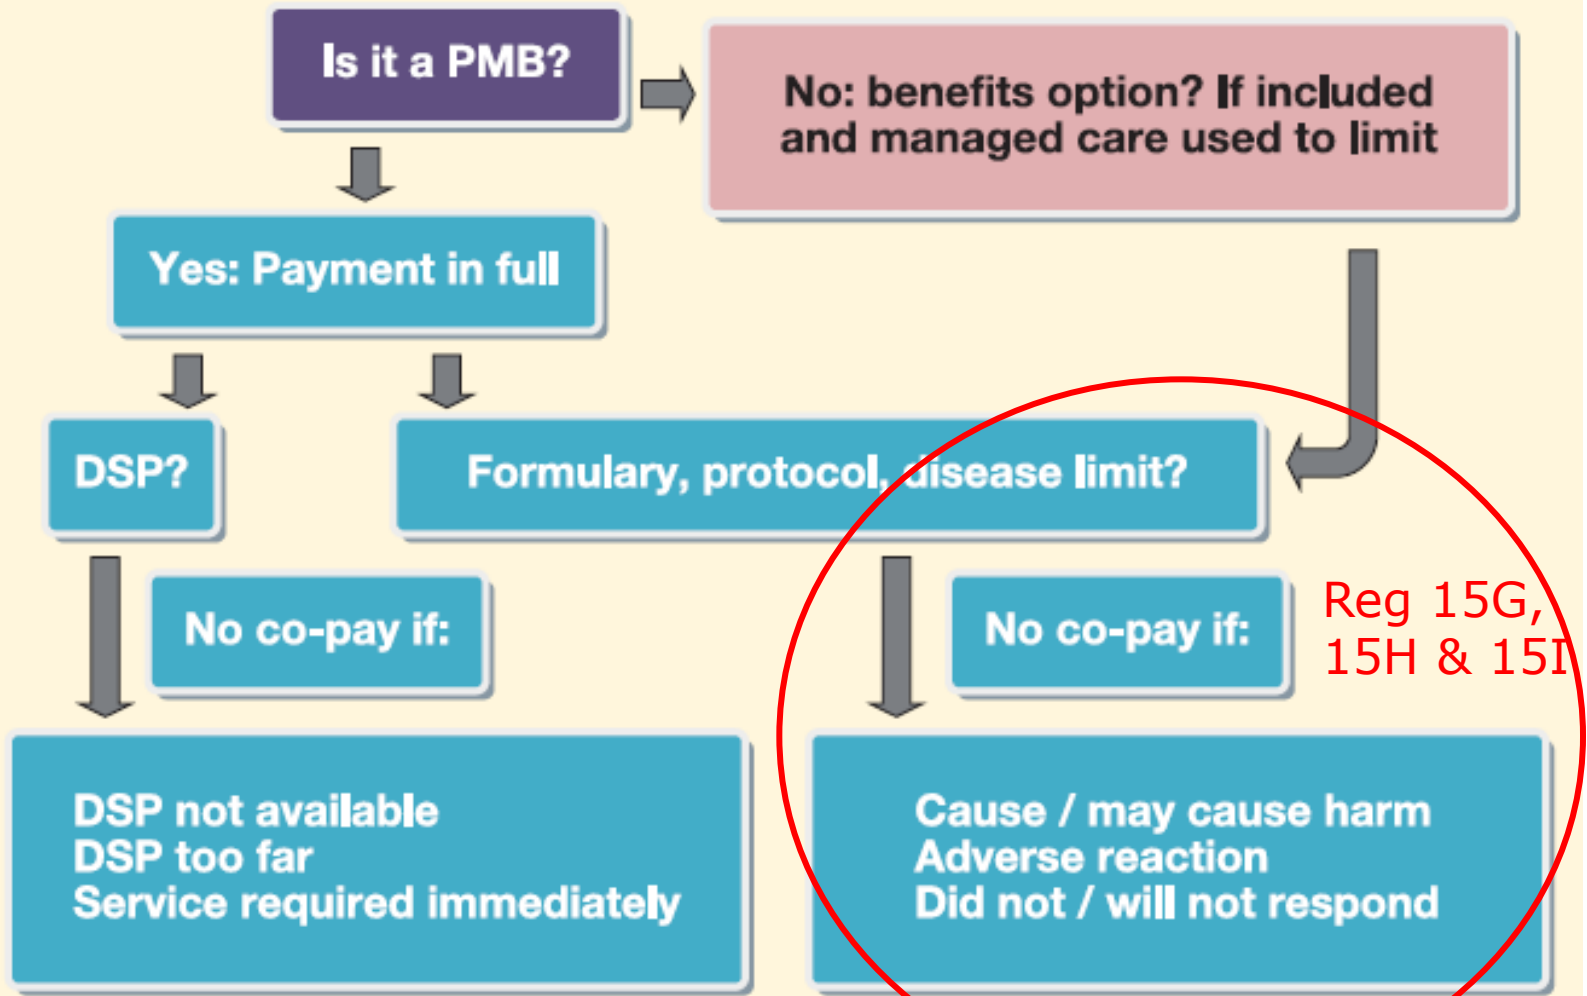 Is it a PMB?
No: benefits option? If included
and managed care used to limit
Yes: Payment in full
DSP?
Formulary, protocol, disease limit?
No co-pay if:
No co-pay if:
Reg 15G,
15H & 15I
DSP not available
DSP too far
Service required immediately
Cause / may cause harm
Adverse reaction
Did not / will not respond